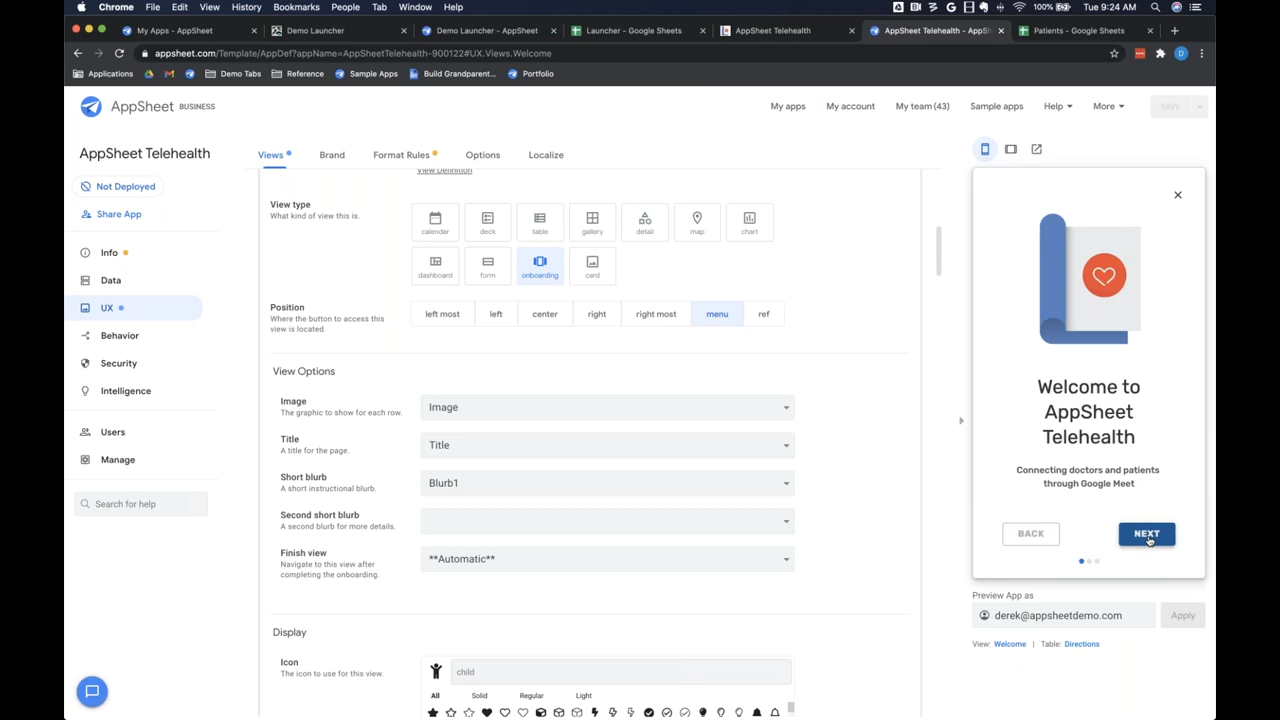 Chrome File Edit View History Bookmarks People Tab Window Help 100% Tue 9:24 AM
My Apps - AppSheet Demo Launcher Demo Launcher - AppSheet Launcher - Google Sheets AppSheet Telehealth AppSheet Telehealth - AppSh Patients - Google Sheets
appsheet.com/Template/AppDef?appName=AppSheetTelehealth-900122#UX.Views.Welcome
Applications Demo Tabs Reference Sample Apps Build Grandparent... Portfolio
AppSheet BUSINESS My apps My account My team (43) Sample apps Help More SAVE
AppSheet Telehealth
Not Deployed
Share App
Info
Data
UX
Behavior
Security
Intelligence
Users
Manage
Search for help
Views Brand Format Rules Options Localize
View Definition
View type
What kind of view this is.
calendar deck table gallery detail map chart
dashboard form onboarding card
Position
Where the button to access this
view is located.
left most left center right right most menu ref
View Options
Image
The graphic to show for each row.
Image
Title
A title for the page.
Title
Short blurb
A short instructional blurb.
Blurb1
Second short blurb
A second blurb for more details.
Finish view
Navigate to this view after
completing the onboarding.
**Automatic**
Display
Icon
The icon to use for this view.
child
All Solid Regular Light
Welcome to
AppSheet
Telehealth
Connecting doctors and patients
through Google Meet
BACK NEXT
Preview App as
derek@appsheetdemo.com Apply
View: Welcome | Table: Directions